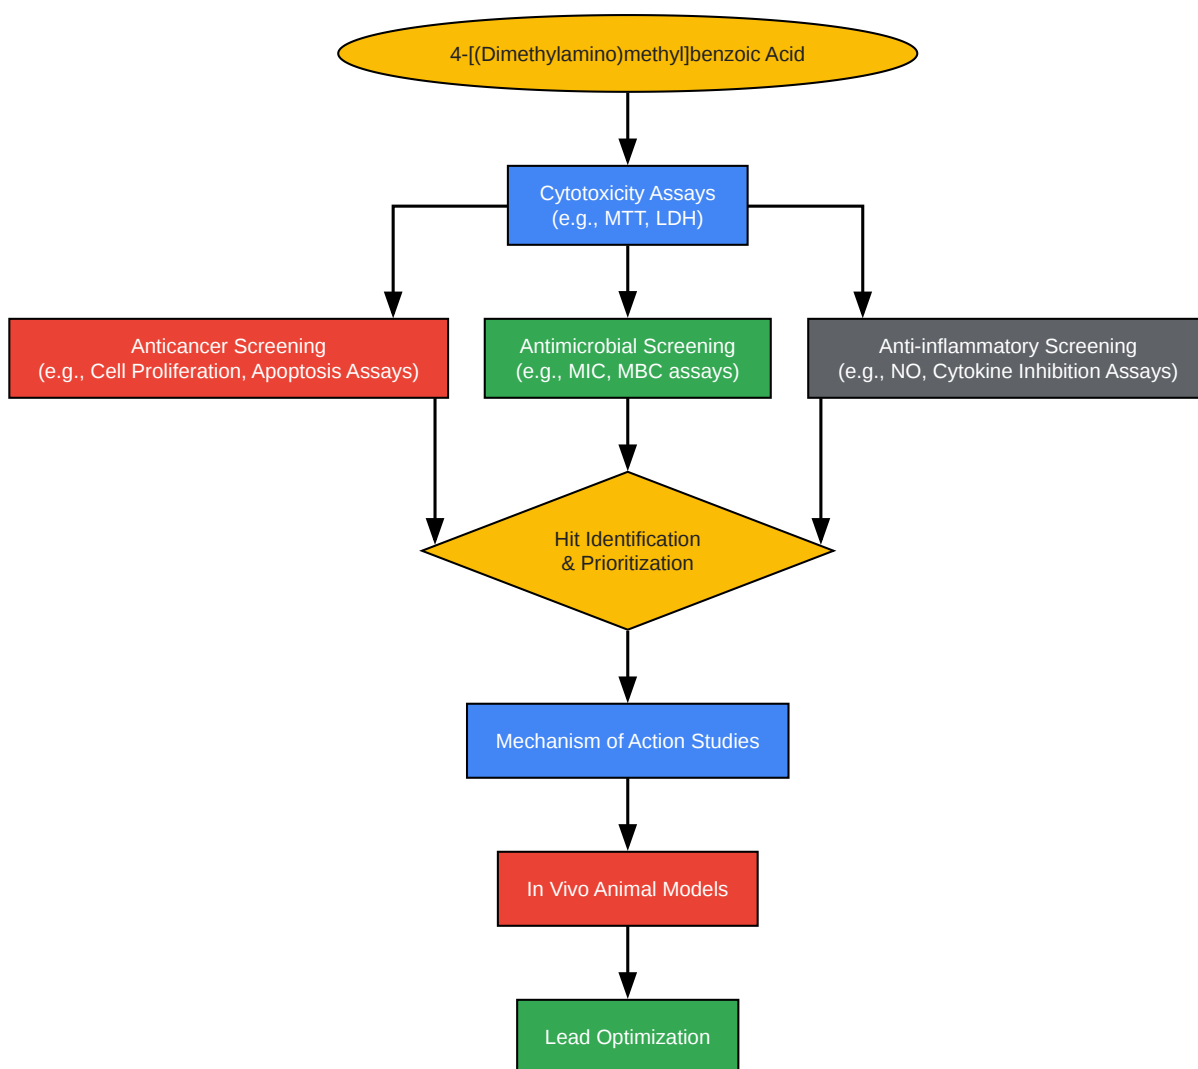 4-[(Dimethylamino)methyl]benzoic Acid
Cytotoxicity Assays
(e.g., MTT, LDH)
Anticancer Screening
(e.g., Cell Proliferation, Apoptosis Assays)
Antimicrobial Screening
(e.g., MIC, MBC assays)
Anti-inflammatory Screening
(e.g., NO, Cytokine Inhibition Assays)
Hit Identification
& Prioritization
Mechanism of Action Studies
In Vivo Animal Models
Lead Optimization